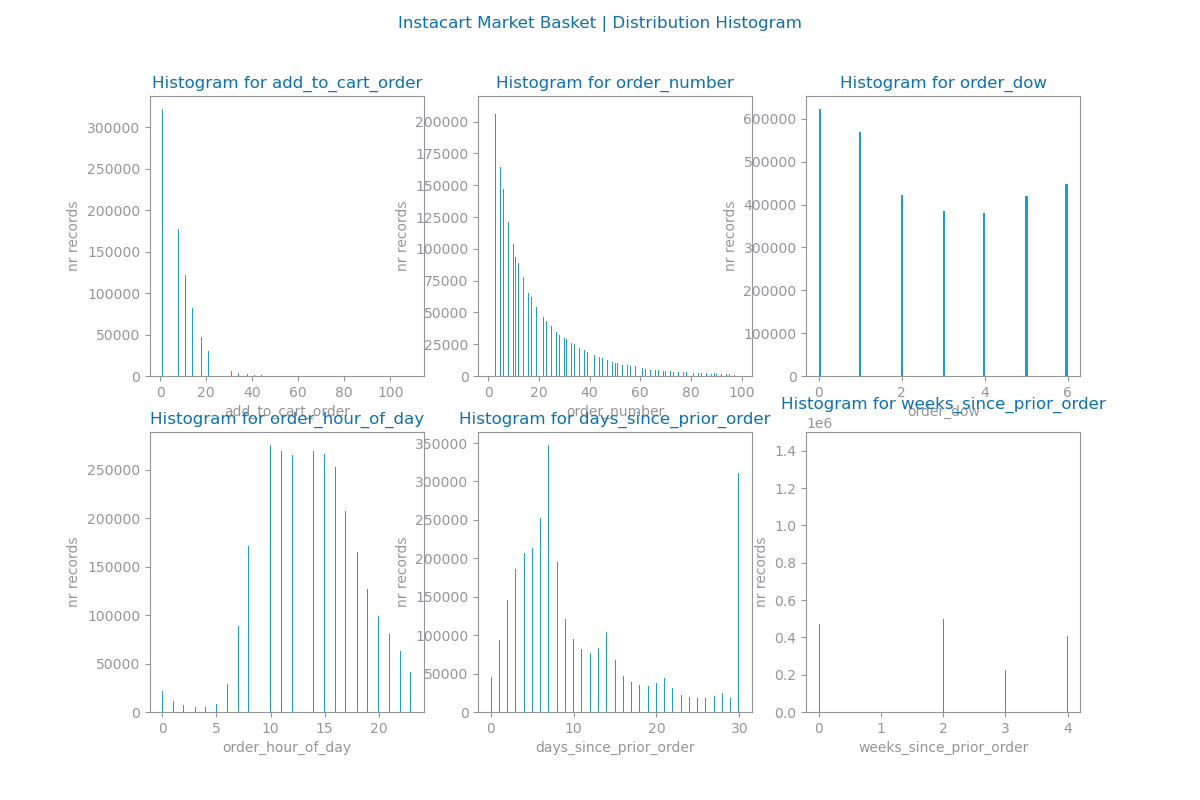 Instacart Market Basket | Distribution Histogram
Histogram for add_to_cart_order
nr records
300000
250000
200000
150000
100000
50000
0
0 20 40 60 80 100
add_to_cart_order
Histogram for order_number
nr records
200000
175000
150000
125000
100000
75000
50000
25000
0
0 20 40 60 80 100
order_number
Histogram for order_dow
nr records
600000
500000
400000
300000
200000
100000
0
0 2 4 6
order_dow
Histogram for order_hour_of_day
nr records
250000
200000
150000
100000
50000
0
0 5 10 15 20
order_hour_of_day
Histogram for days_since_prior_order
nr records
350000
300000
250000
200000
150000
100000
50000
0
0 10 20 30
days_since_prior_order
Histogram for weeks_since_prior_order
1e6
nr records
1.4
1.2
1.0
0.8
0.6
0.4
0.2
0.0
0 1 2 3 4
weeks_since_prior_order